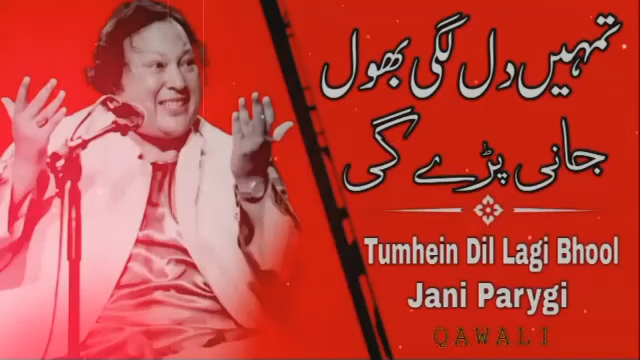 تمہیں دل لگی بھول
جانی پڑے گی
Tumhein Dil Lagi Bhool
Jani Parygi
QAWALI